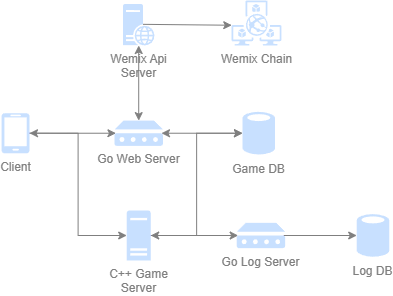 Wemix Api
Server
Wemix Chain
Client
Go Web Server
Game DB
C++ Game
Server
Go Log Server
Log DB